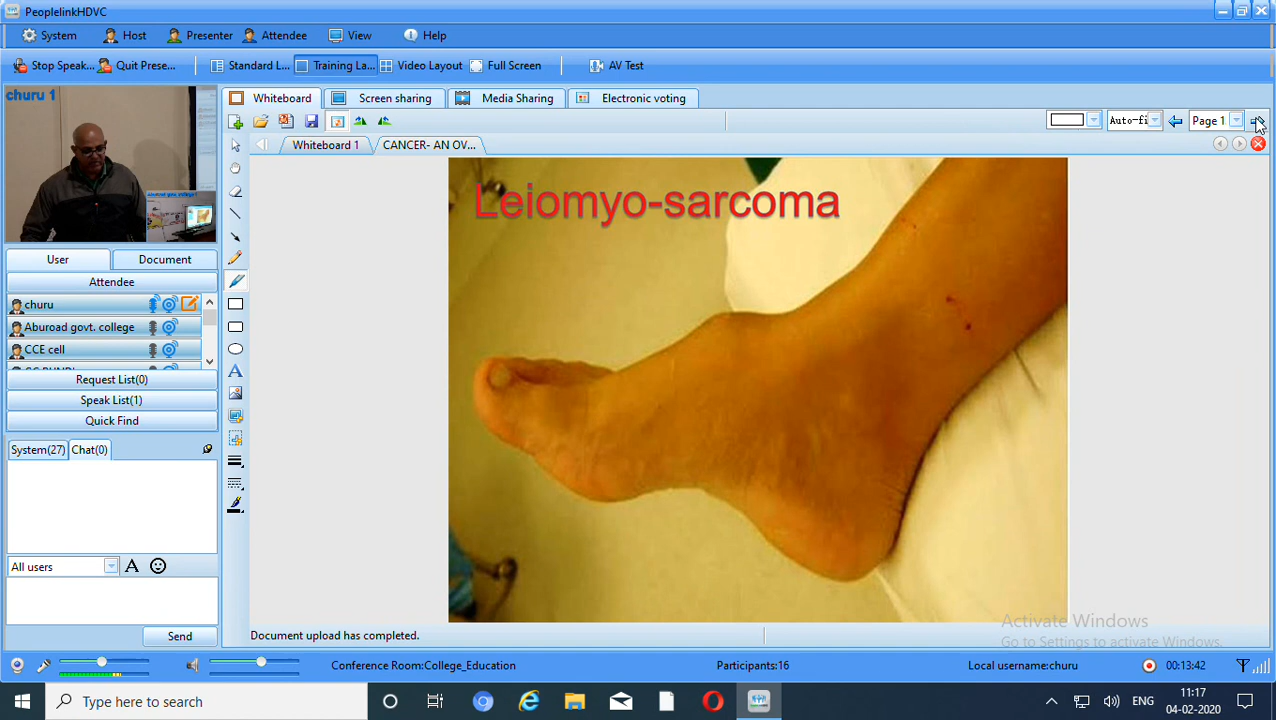 PeoplelinkHDVC
System Host Presenter Attendee View Help
Stop Speak... Quit Prese... Standard L... Training La... Video Layout Full Screen AV Test
churu 1
Whiteboard Screen sharing Media Sharing Electronic voting
Auto-fi Page 1
Whiteboard 1 CANCER- AN OV...
Leiomyo-sarcoma
User Document
Attendee
churu
Aburoad govt. college
CCE cell
Request List(0)
Speak List(1)
Quick Find
System(27) Chat(0)
All users A
Send
Document upload has completed.
Activate Windows
Go to Settings to activate Windows.
Conference Room:College_Education Participants:16 Local username:churu 00:13:42
Type here to search
ENG 11:17
04-02-2020